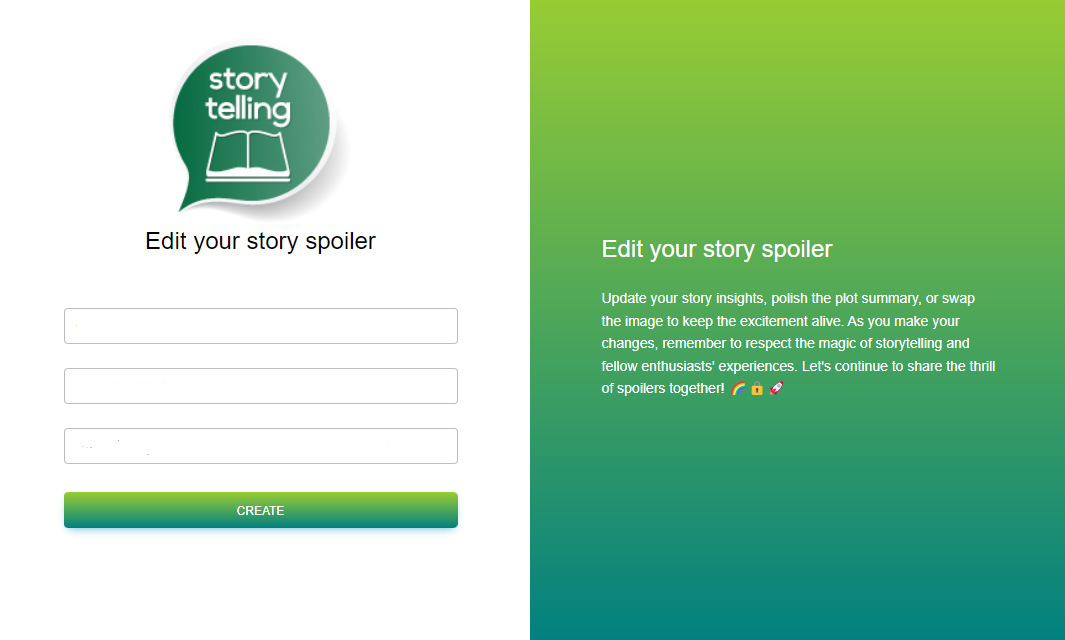 story
telling
Edit your story spoiler
CREATE
Edit your story spoiler
Update your story insights, polish the plot summary, or swap
the image to keep the excitement alive. As you make your
changes, remember to respect the magic of storytelling and
fellow enthusiasts' experiences. Let's continue to share the thrill
of spoilers together! 🌈🔒🚀